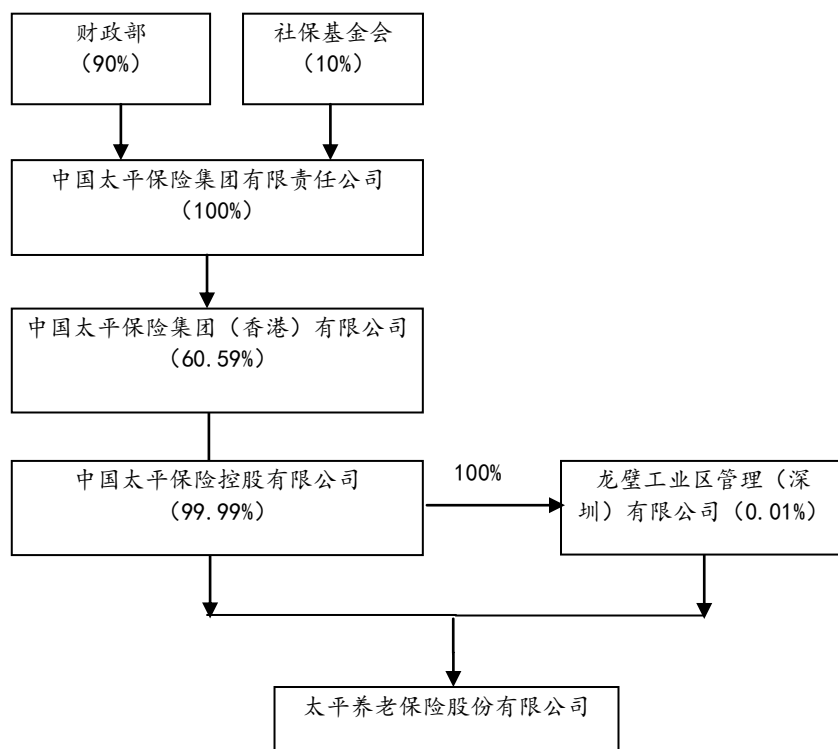 财政部
（90%）
社保基金会
（10%）
中国太平保险集团有限责任公司
（100%）
中国太平保险集团（香港）有限公司
（60.59%）
中国太平保险控股有限公司
（99.99%）
100%
龙璧工业区管理（深
圳）有限公司（0.01%）
太平养老保险股份有限公司